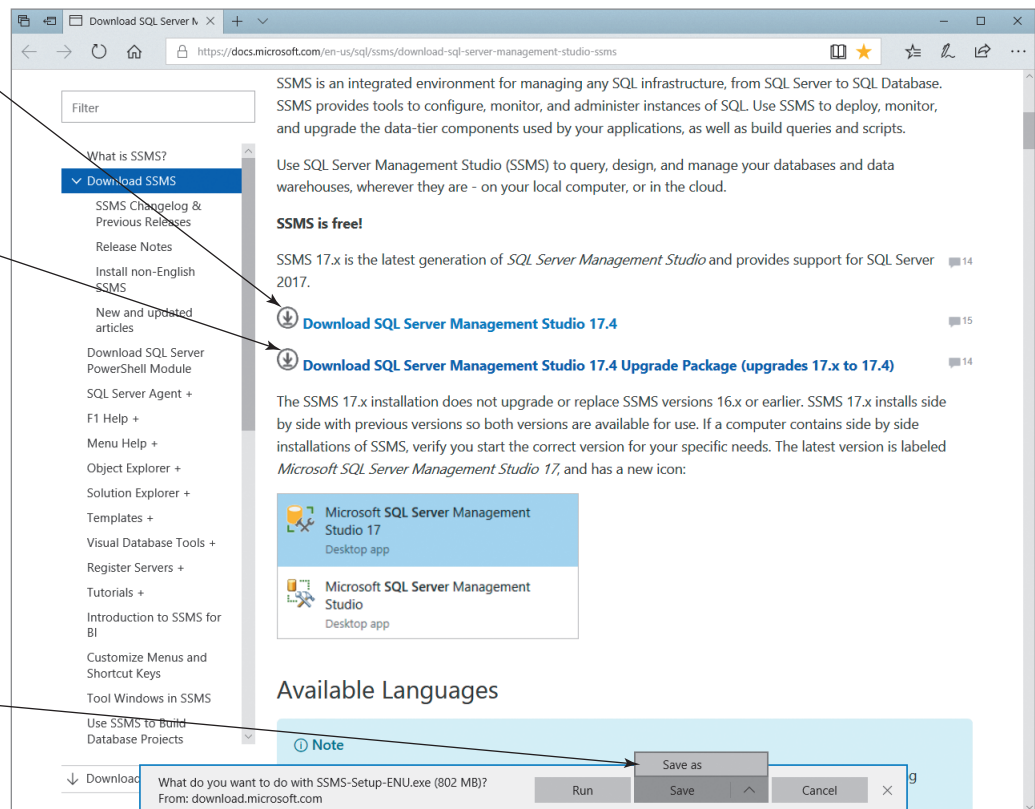 Download SQL Server M
https://docs.microsoft.com/en-us/sql/ssms/download-sql-server-management-studio-ssms
Filter
What is SSMS?
Download SSMS
SSMS Changelog &
Previous Releases
Release Notes
Install non-English
SSMS
New and updated
articles
Download SQL Server
PowerShell Module
SQL Server Agent +
F1 Help +
Menu Help +
Object Explorer +
Solution Explorer +
Templates +
Visual Database Tools +
Register Servers +
Tutorials +
Introduction to SSMS for
BI
Customize Menus and
Shortcut Keys
Tool Windows in SSMS
Use SSMS to Build
Database Projects
Download
SSMS is an integrated environment for managing any SQL infrastructure, from SQL Server to SQL Database.
SSMS provides tools to configure, monitor, and administer instances of SQL. Use SSMS to deploy, monitor,
and upgrade the data-tier components used by your applications, as well as build queries and scripts.
Use SQL Server Management Studio (SSMS) to query, design, and manage your databases and data
warehouses, wherever they are - on your local computer, or in the cloud.
SSMS is free!
SSMS 17.x is the latest generation of SQL Server Management Studio and provides support for SQL Server 14
2017.
Download SQL Server Management Studio 17.4 15
Download SQL Server Management Studio 17.4 Upgrade Package (upgrades 17.x to 17.4) 14
The SSMS 17.x installation does not upgrade or replace SSMS versions 16.x or earlier. SSMS 17.x installs side
by side with previous versions so both versions are available for use. If a computer contains side by side
installations of SSMS, verify you start the correct version for your specific needs. The latest version is labeled
Microsoft SQL Server Management Studio 17, and has a new icon:
Microsoft SQL Server Management
Studio 17
Desktop app
Microsoft SQL Server Management
Studio
Desktop app
Available Languages
Note
Save as
What do you want to do with SSMS-Setup-ENU.exe (802 MB)?
From: download.microsoft.com
Run
Save
Cancel